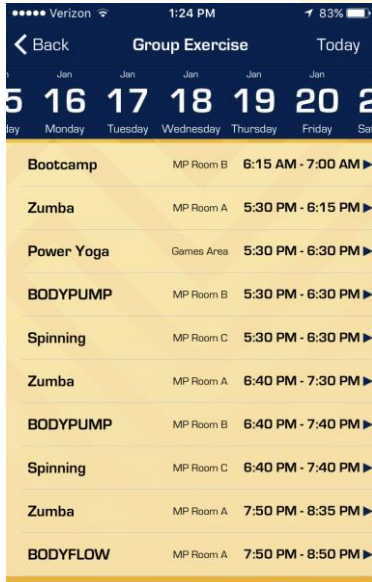 Verizon 1:24 PM 83%
Back Group Exercise Today
Jan Jan Jan Jan Jan
5 16 17 18 19 20 2
day Monday Tuesday Wednesday Thursday Friday Sat
Bootcamp MP Room B 6:15 AM - 7:00 AM
Zumba MP Room A 5:30 PM - 6:15 PM
Power Yoga Games Area 5:30 PM - 6:30 PM
BODYPUMP MP Room B 5:30 PM - 6:30 PM
Spinning MP Room C 5:30 PM - 6:30 PM
Zumba MP Room A 6:40 PM - 7:30 PM
BODYPUMP MP Room B 6:40 PM - 7:40 PM
Spinning MP Room C 6:40 PM - 7:40 PM
Zumba MP Room A 7:50 PM - 8:35 PM
BODYFLOW MP Room A 7:50 PM - 8:50 PM